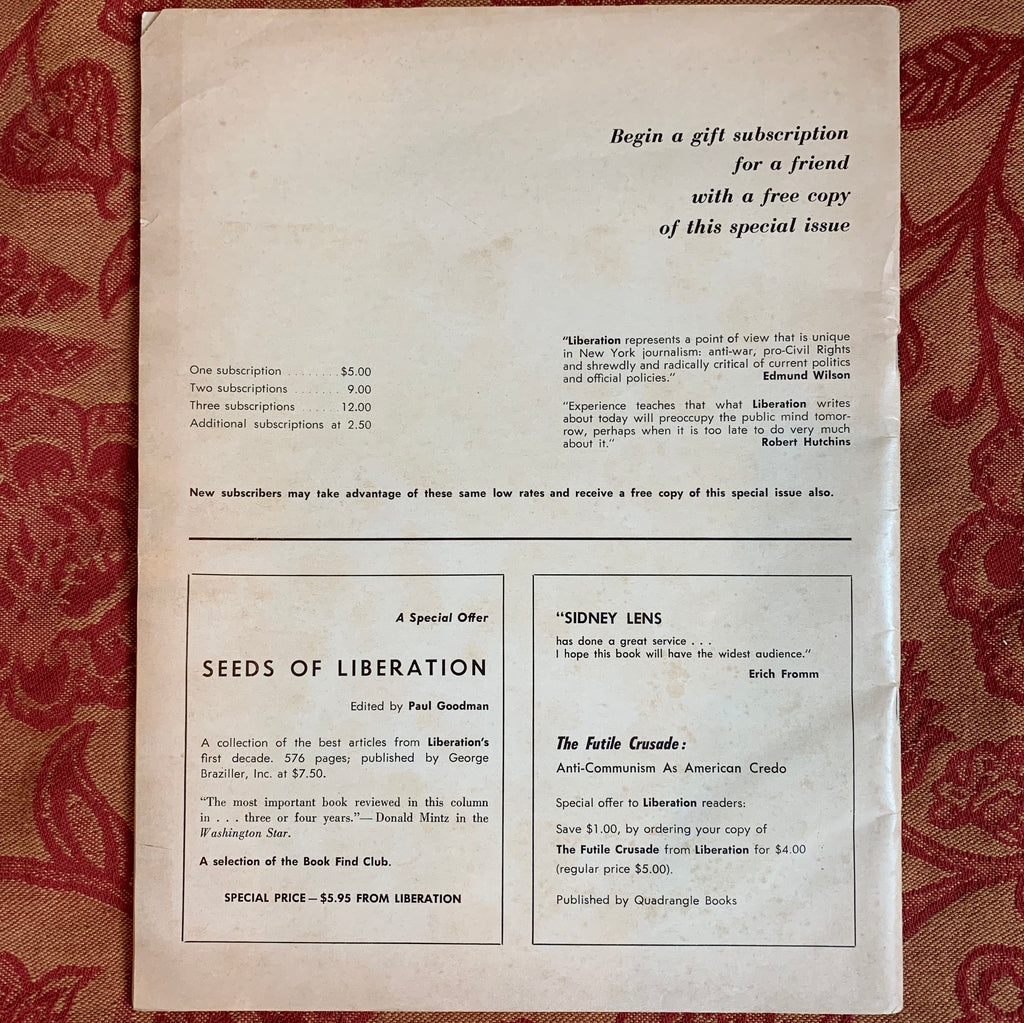 Begin a gift subscription
for a friend
with a free copy
of this special issue
One subscription . . . . . . . . $5.00
Two subscriptions . . . . . . . 9.00
Three subscriptions . . . . . . 12.00
Additional subscriptions at 2.50
“Liberation represents a point of view that is unique
in New York journalism: anti-war, pro-Civil Rights
and shrewdly and radically critical of current politics
and official policies.” Edmund Wilson
“Experience teaches that what Liberation writes
about today will preoccupy the public mind tomor-
row, perhaps when it is too late to do very much
about it.” Robert Hutchins
New subscribers may take advantage of these same low rates and receive a free copy of this special issue also.
A Special Offer
SEEDS OF LIBERATION
Edited by Paul Goodman
A collection of the best articles from Liberation's
first decade. 576 pages; published by George
Braziller, Inc. at $7.50.
“The most important book reviewed in this column
in . . . three or four years.”—Donald Mintz in the
Washington Star.
A selection of the Book Find Club.
SPECIAL PRICE—$5.95 FROM LIBERATION
“SIDNEY LENS
has done a great service . . .
I hope this book will have the widest audience.”
Erich Fromm
The Futile Crusade:
Anti-Communism As American Credo
Special offer to Liberation readers:
Save $1.00, by ordering your copy of
The Futile Crusade from Liberation for $4.00
(regular price $5.00).
Published by Quadrangle Books